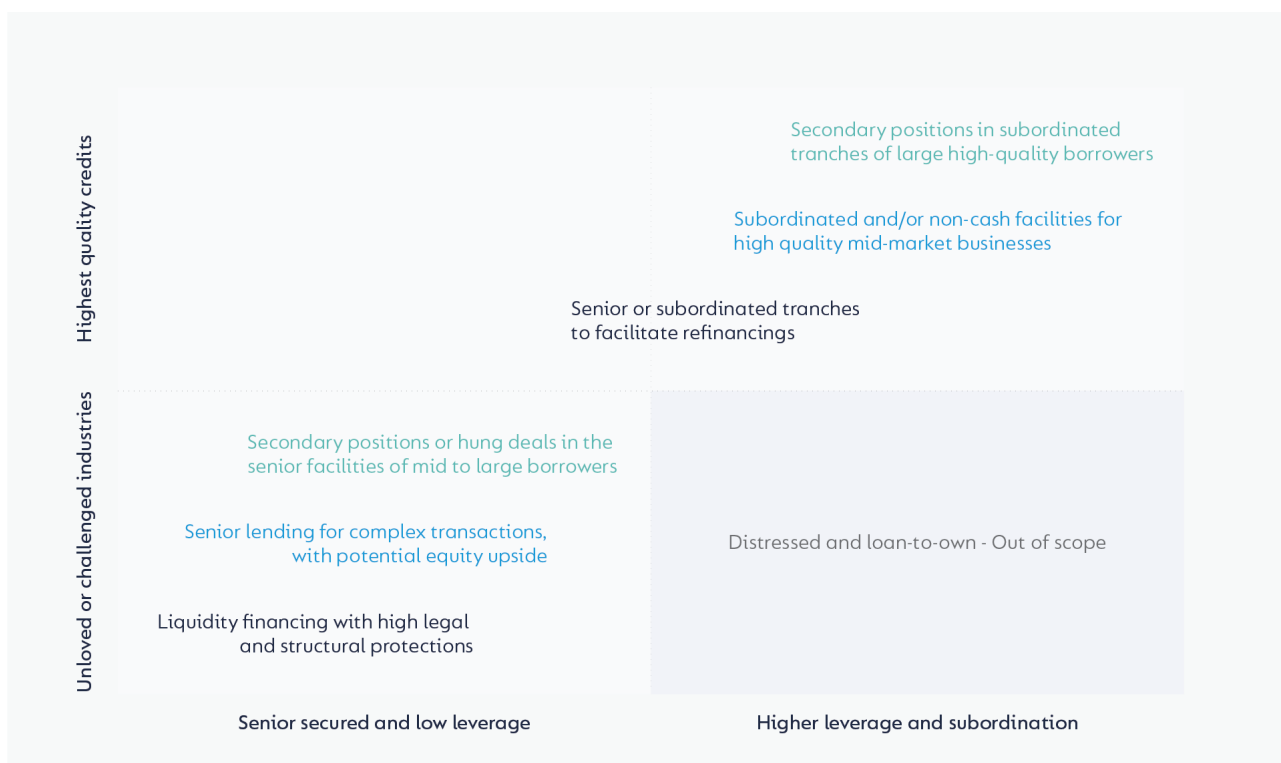 Highest quality credits
Secondary positions in subordinated
tranches of large high-quality borrowers
Subordinated and/or non-cash facilities for
high quality mid-market businesses
Senior or subordinated tranches
to facilitate refinancings
Unloved or challenged industries
Secondary positions or hung deals in the
senior facilities of mid to large borrowers
Senior lending for complex transactions,
with potential equity upside
Liquidity financing with high legal
and structural protections
Distressed and loan-to-own - Out of scope
Senior secured and low leverage
Higher leverage and subordination